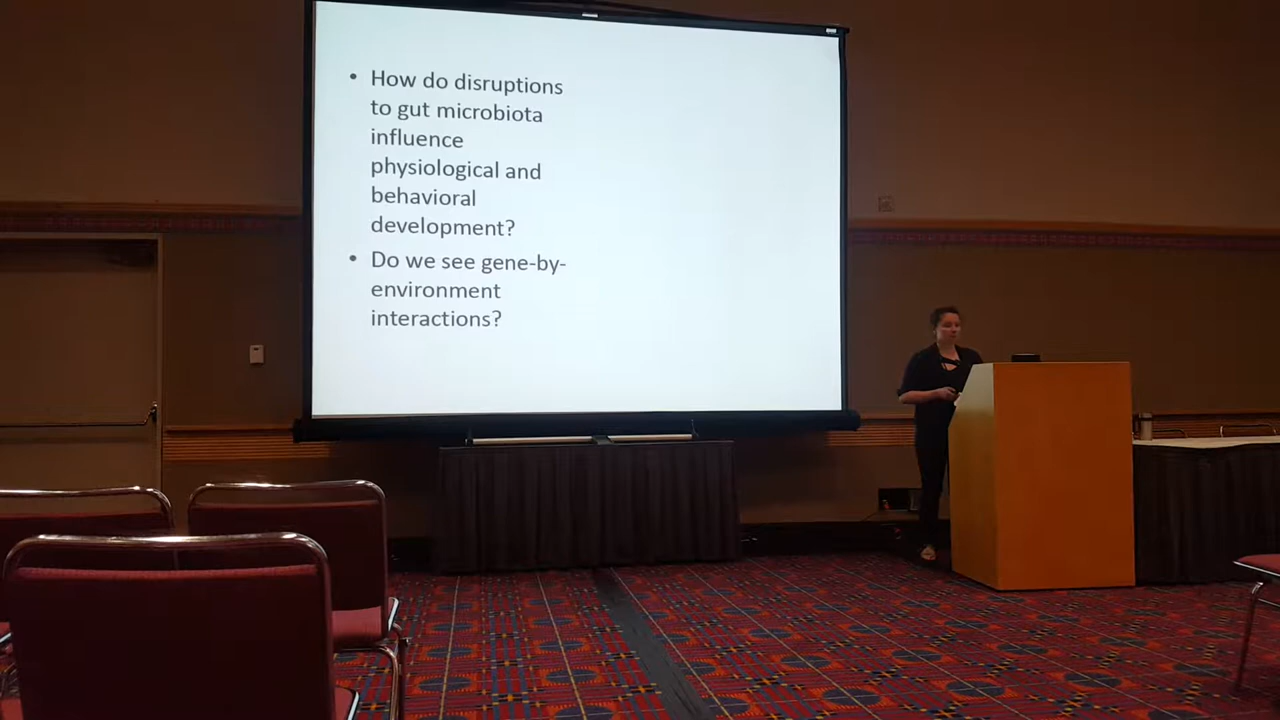 • How do disruptions
to gut microbiota
influence
physiological and
behavioral
development?
• Do we see gene-by-
environment
interactions?